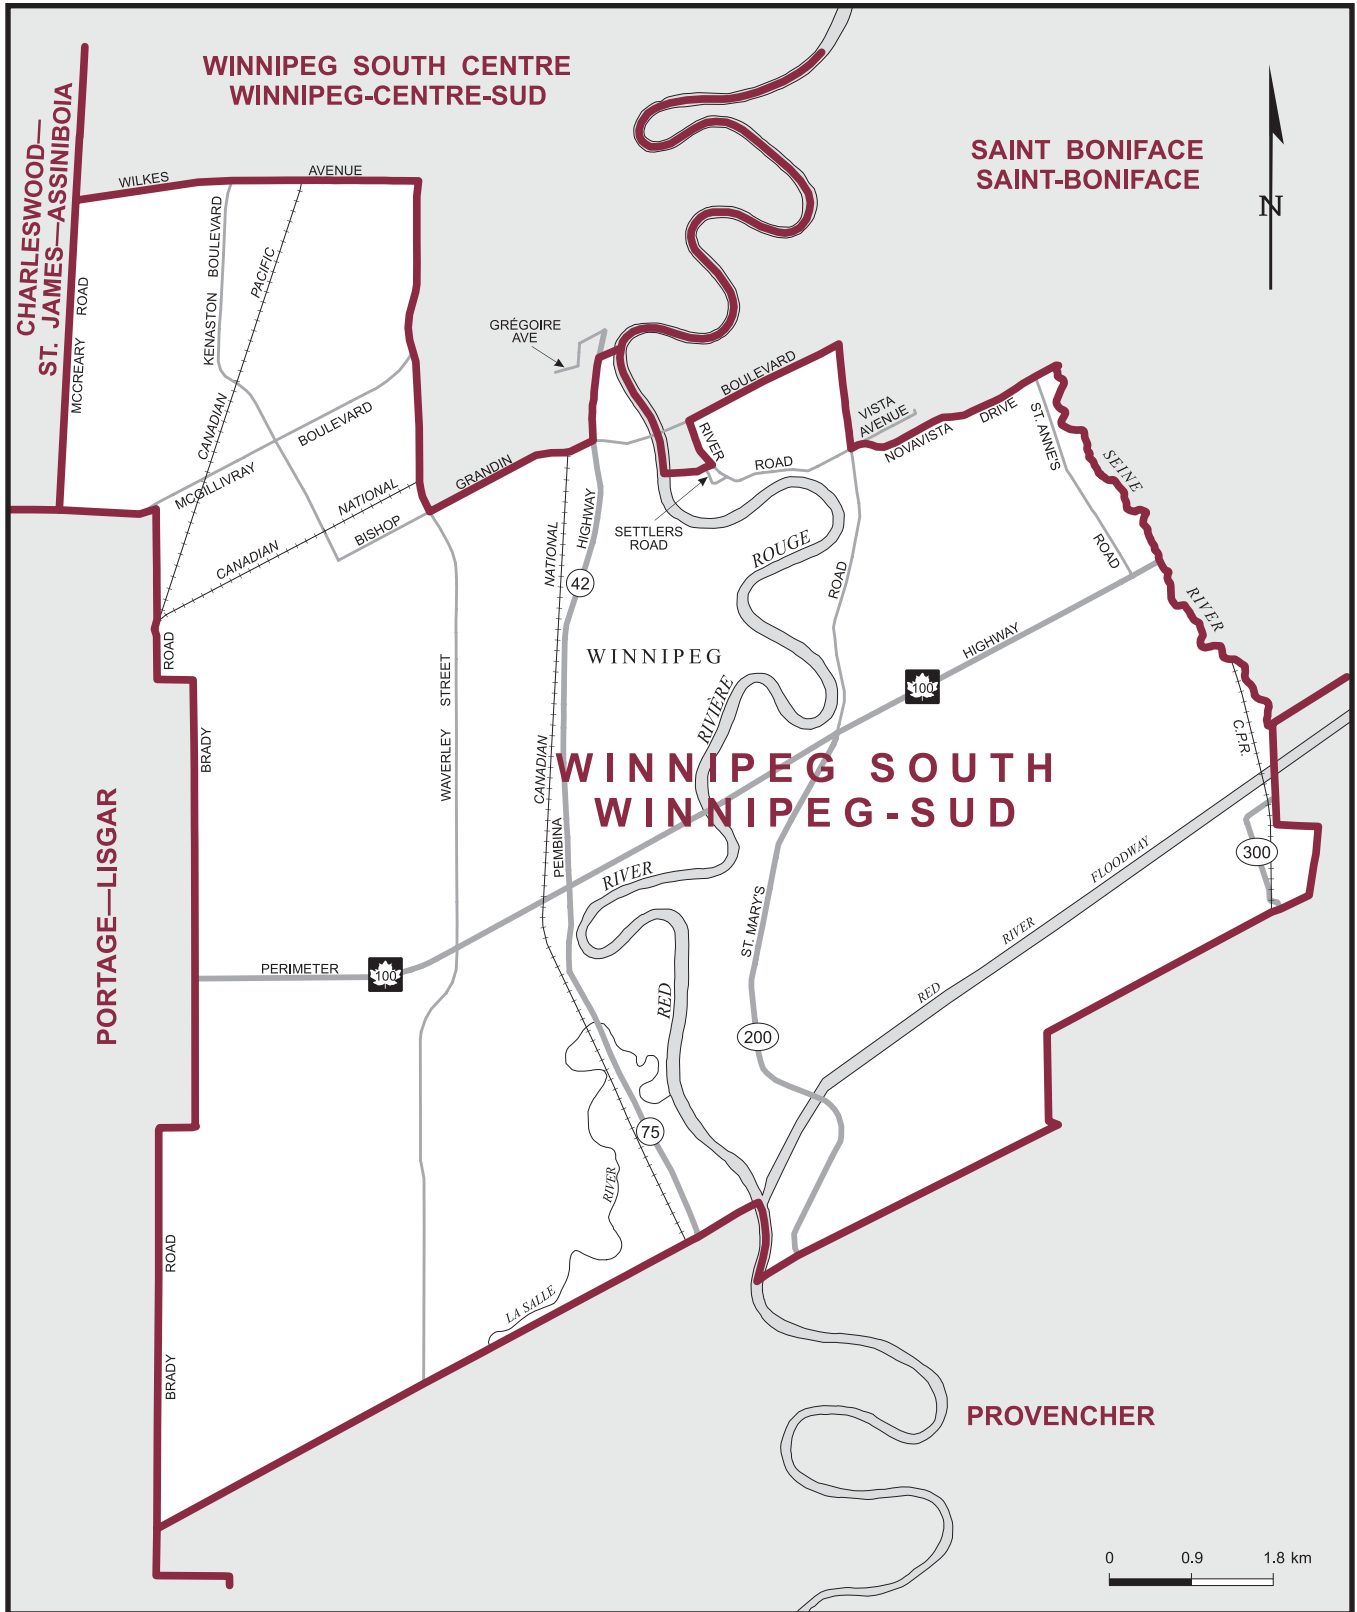 WINNIPEG SOUTH CENTRE
WINNIPEG-CENTRE-SUD
CHARLESWOOD—
ST. JAMES—ASSINIBOIA
SAINT BONIFACE
SAINT-BONIFACE
N
WILKES
AVENUE
MCCREARY
ROAD
KENASTON
BOULEVARD
CANADIAN
PACIFIC
MCGILLIVRAY
BOULEVARD
CANADIAN
NATIONAL
BISHOP
GRANDIN
GRÉGOIRE
AVE
BOULEVARD
RIVER
ROAD
SETTLERS
ROAD
VISTA
AVENUE
NOVAVISTA
DRIVE
ST. ANNE'S
ROAD
SEINE
RIVER
NATIONAL
HIGHWAY
42
ROUGE
ROAD
WINNIPEG
RIVIÈRE
HIGHWAY
100
ROAD
BRADY
WAVERLEY
STREET
CANADIAN
PEMBINA
WINNIPEG SOUTH
WINNIPEG-SUD
C.P.R.
300
PORTAGE—LISGAR
RIVER
ST. MARY'S
FLOODWAY
RIVER
RED
PERIMETER
100
RED
200
75
RIVER
LA SALLE
ROAD
BRADY
PROVENCHER
0 0.9 1.8 km